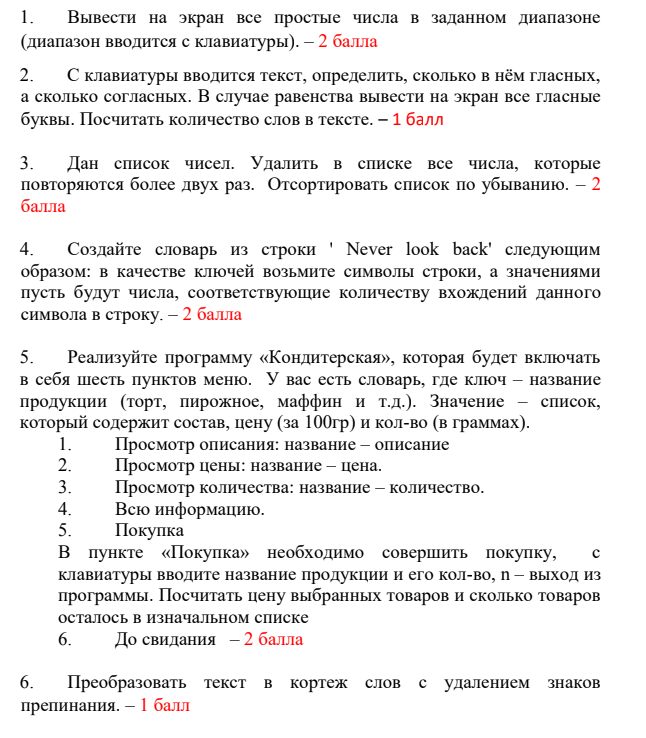 1. Вывести на экран все простые числа в заданном диапазоне
(диапазон вводится с клавиатуры). – 2 балла
2. С клавиатуры вводится текст, определить, сколько в нём гласных,
а сколько согласных. В случае равенства вывести на экран все гласные
буквы. Посчитать количество слов в тексте. – 1 балл
3. Дан список чисел. Удалить в списке все числа, которые
повторяются более двух раз. Отсортировать список по убыванию. – 2
балла
4. Создайте словарь из строки ' Never look back' следующим
образом: в качестве ключей возьмите символы строки, а значениями
пусть будут числа, соответствующие количеству вхождений данного
символа в строку. – 2 балла
5. Реализуйте программу «Кондитерская», которая будет включать
в себя шесть пунктов меню. У вас есть словарь, где ключ – название
продукции (торт, пирожное, маффин и т.д.). Значение – список,
который содержит состав, цену (за 100гр) и кол-во (в граммах).
1. Просмотр описания: название – описание
2. Просмотр цены: название – цена.
3. Просмотр количества: название – количество.
4. Всю информацию.
5. Покупка
В пункте «Покупка» необходимо совершить покупку, с
клавиатуры вводите название продукции и его кол-во, n – выход из
программы. Посчитать цену выбранных товаров и сколько товаров
осталось в изначальном списке
6. До свидания – 2 балла
6. Преобразовать текст в кортеж слов с удалением знаков
препинания. – 1 балл